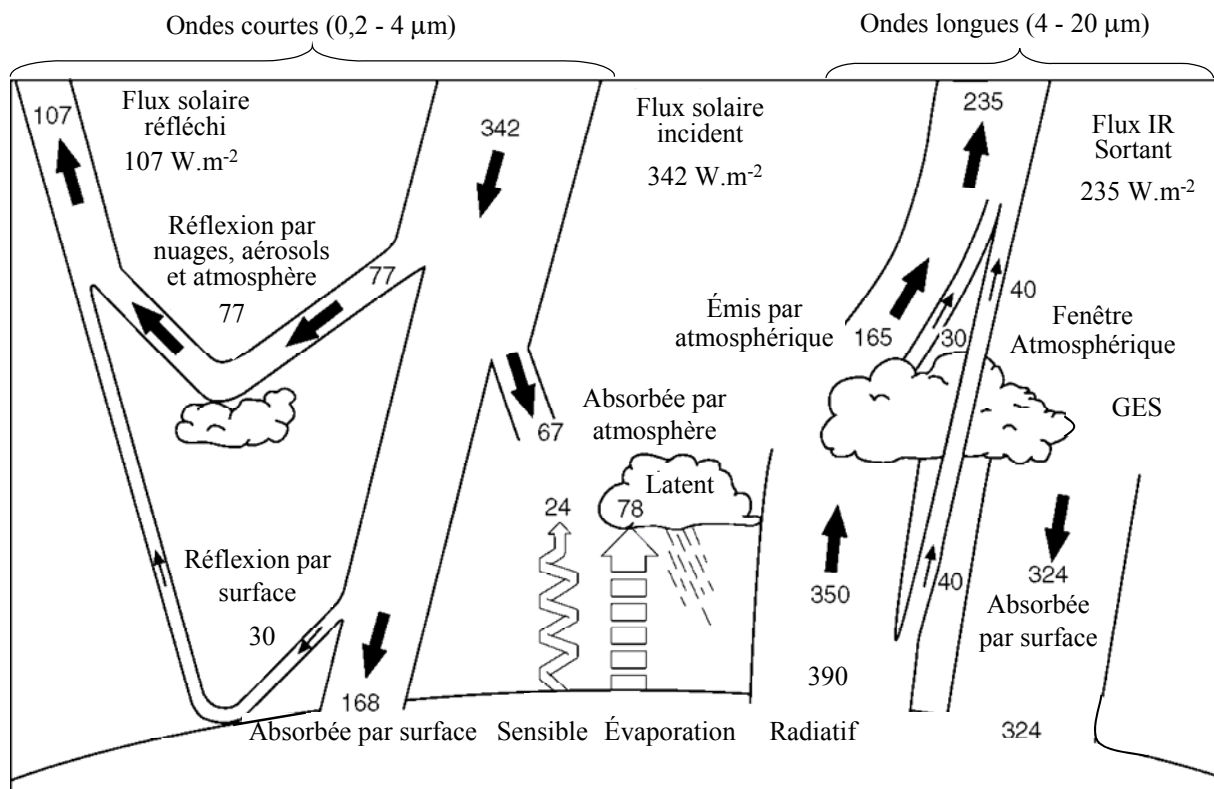 Ondes courtes (0,2 - 4 μm)
Ondes longues (4 - 20 μm)
107
Flux solaire
réfléchi
107 W.m-2
342
Flux solaire
incident
342 W.m-2
235
Flux IR
Sortant
235 W.m-2
Réflexion par
nuages, aérosols
et atmosphère
77
77
Émis par
atmosphérique
165
30
40
Fenêtre
Atmosphérique
GES
67
Absorbée par
atmosphère
Latent
24
78
Réflexion par
surface
30
350
40
324
Absorbée
par surface
390
168
Absorbée par surface
Sensible
Évaporation
Radiatif
324